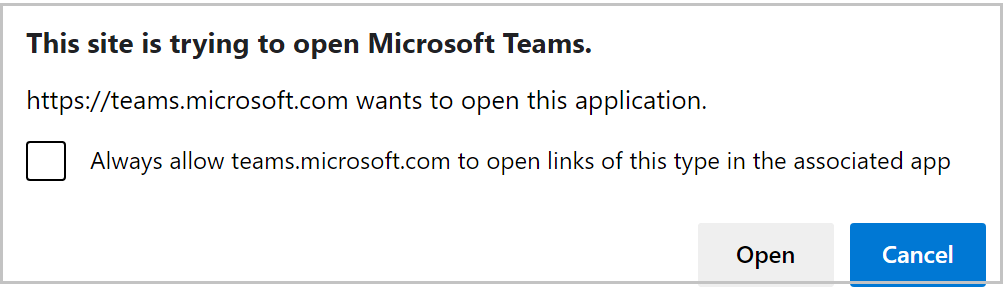 This site is trying to open Microsoft Teams.
https://teams.microsoft.com wants to open this application.
Always allow teams.microsoft.com to open links of this type in the associated app
Open Cancel